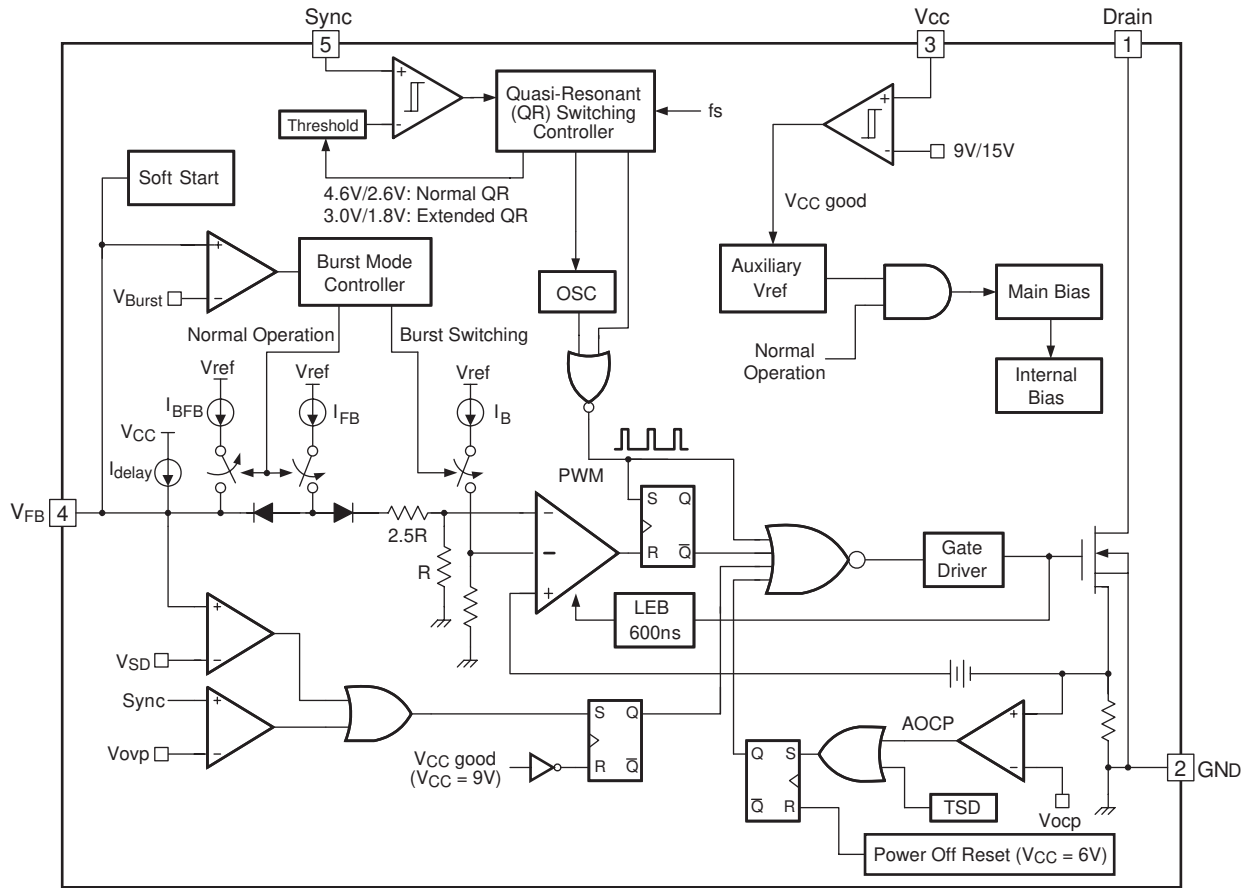 Sync
5
Vcc
3
Drain
1
Threshold
+
-
Quasi-Resonant
(QR) Switching
Controller
fs
+
-
9V/15V
Soft Start
4.6V/2.6V: Normal QR
3.0V/1.8V: Extended QR
VCC good
+
-
VBurst
Burst Mode
Controller
OSC
Auxiliary
Vref
Main Bias
Normal Operation
Burst Switching
Normal
Operation
Internal
Bias
Vref
Vref
Vref
IBFB
IFB
IB
VCC
Idelay
PWM
VFB
4
2.5R
R
−
−
+
S
Q
R
Q
Gate
Driver
LEB
600ns
+
-
VSD
Sync
+
-
Vovp
S
Q
R
Q
VCC good
(VCC = 9V)
AOCP
+
-
Q
S
Q
R
TSD
Vocp
2
GND
Power Off Reset (VCC = 6V)